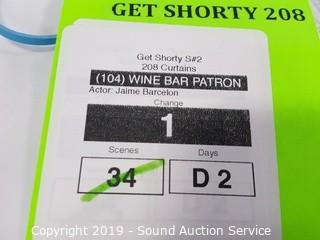 GET SHORTY 208
Get Shorty S#2
208 Curtains
(104) WINE BAR PATRON
Actor: Jaime Barcelon
Change
1
Scenes Days
34 D 2
Copyright 2019 - Sound Auction Service